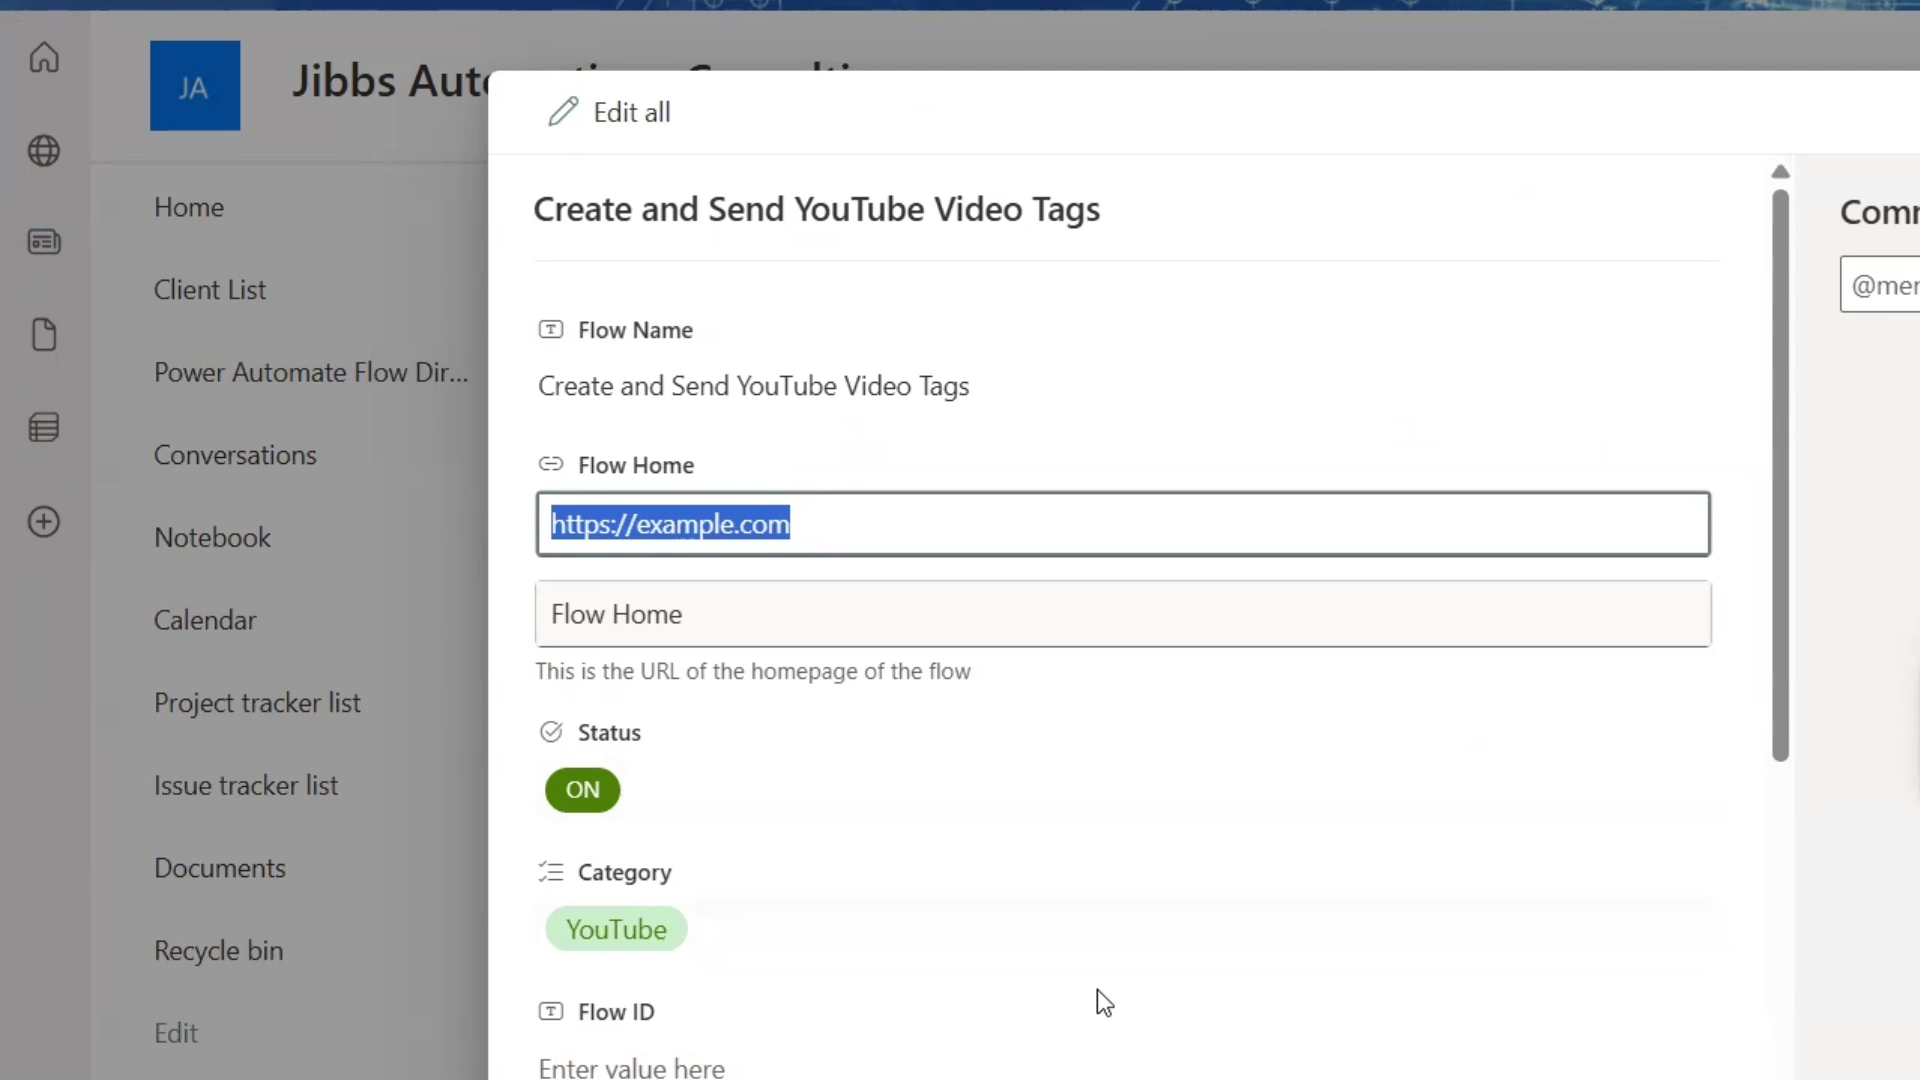 JA
Jibbs
Home
Client List
Power Automate Flow Dir...
Conversations
Notebook
Calendar
Project tracker list
Issue tracker list
Documents
Recycle bin
Edit
Edit all
Create and Send YouTube Video Tags
Flow Name
Create and Send YouTube Video Tags
Flow Home
https://example.com
Flow Home
This is the URL of the homepage of the flow
Status
ON
Category
YouTube
Flow ID
Enter value here